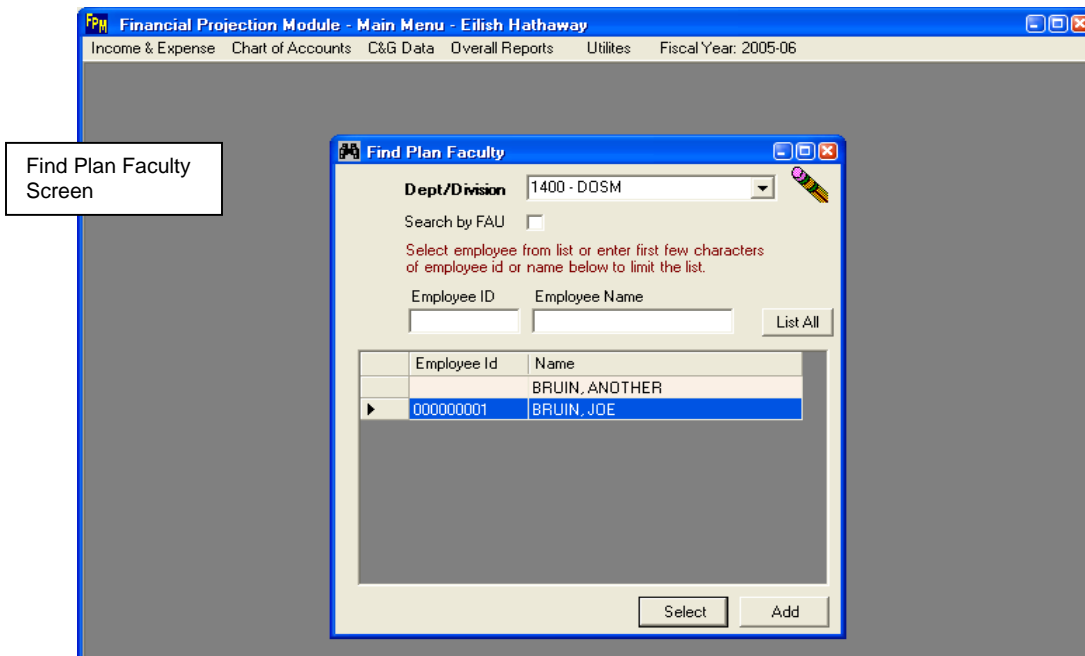 FPM Financial Projection Module - Main Menu - Eilish Hathaway
Income & Expense Chart of Accounts C&G Data Overall Reports Utilites Fiscal Year: 2005-06
Find Plan Faculty
Screen
Find Plan Faculty
Dept/Division 1400 - DOSM
Search by FAU
Select employee from list or enter first few characters
of employee id or name below to limit the list.
Employee ID Employee Name
List All
Employee Id Name
BRUIN, ANOTHER
000000001 BRUIN, JOE
Select Add